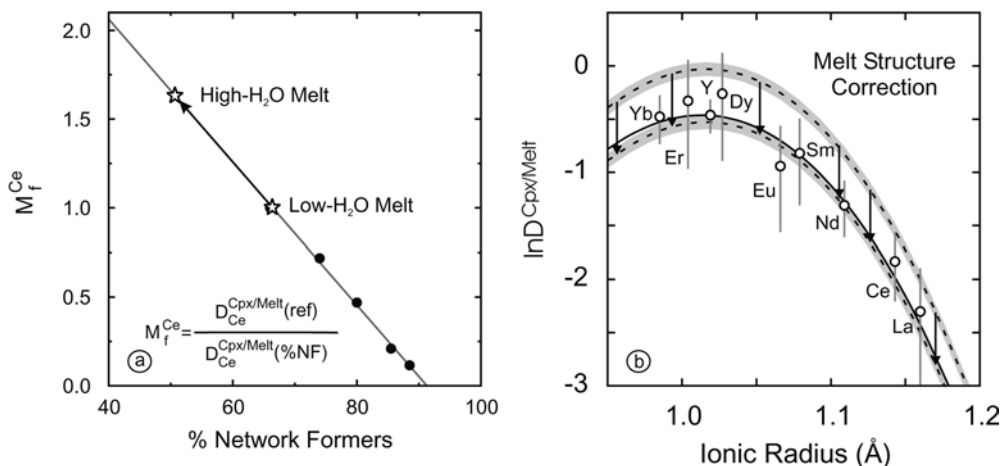 2.0
1.5
1.0
0.5
0.0
M_f^Ce
High-H₂O Melt
Low-H₂O Melt
M_f^Ce = D_Ce^Cpx/Melt(ref)
D_Ce^Cpx/Melt(%NF)
a
40 60 80 100
% Network Formers
0
-1
-2
-3
lnD^Cpx/Melt
Melt Structure
Correction
Yb
Er
Y
Dy
Eu
Sm
Nd
Ce
La
b
1.0 1.1 1.2
Ionic Radius (Å)